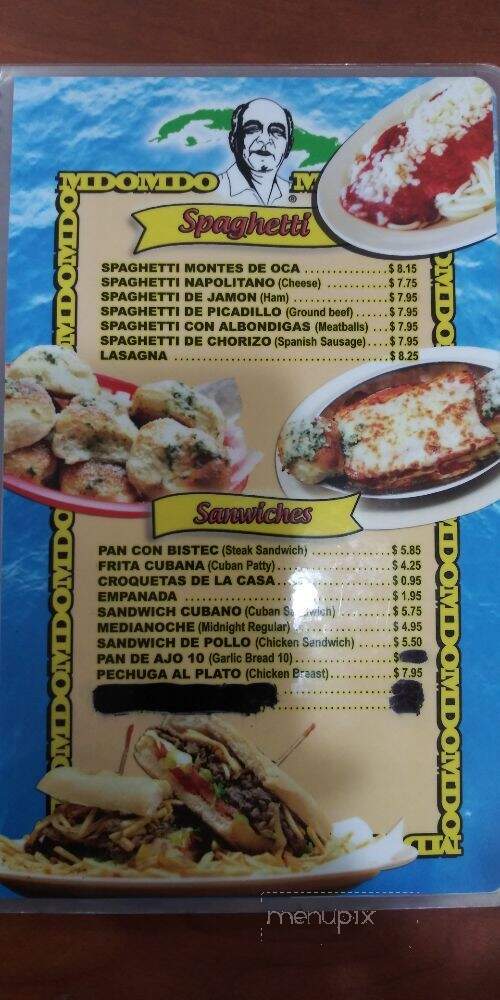 MDOMDO
M
Spaghetti
SPAGHETTI MONTES DE OCA ..................... $ 8.15
SPAGHETTI NAPOLITANO (Cheese) ................. $ 7.75
SPAGHETTI DE JAMON (Ham) ........................ $ 7.95
SPAGHETTI DE PICADILLO (Ground beef) ......... $ 7.95
SPAGHETTI CON ALBONDIGAS (Meatballs) ... $ 7.95
SPAGHETTI DE CHORIZO (Spanish Sausage) .. $ 7.95
LASAGNA ................................................ $ 8.25
Sanwiches
PAN CON BISTEC (Steak Sandwich) ................. $ 5.85
FRITA CUBANA (Cuban Patty) ......................... $ 4.25
CROQUETAS DE LA CASA ........................... $ 0.95
EMPANADA ............................................... $ 1.95
SANDWICH CUBANO (Cuban Sandwich) ............ $ 5.75
MEDIANOCHE (Midnight Regular) .................... $ 4.95
SANDWICH DE POLLO (Chicken Sandwich) ........ $ 5.50
PAN DE AJO 10 (Garlic Bread 10) ..................... $
PECHUGA AL PLATO (Chicken Breast) .............. $ 7.95
menupix